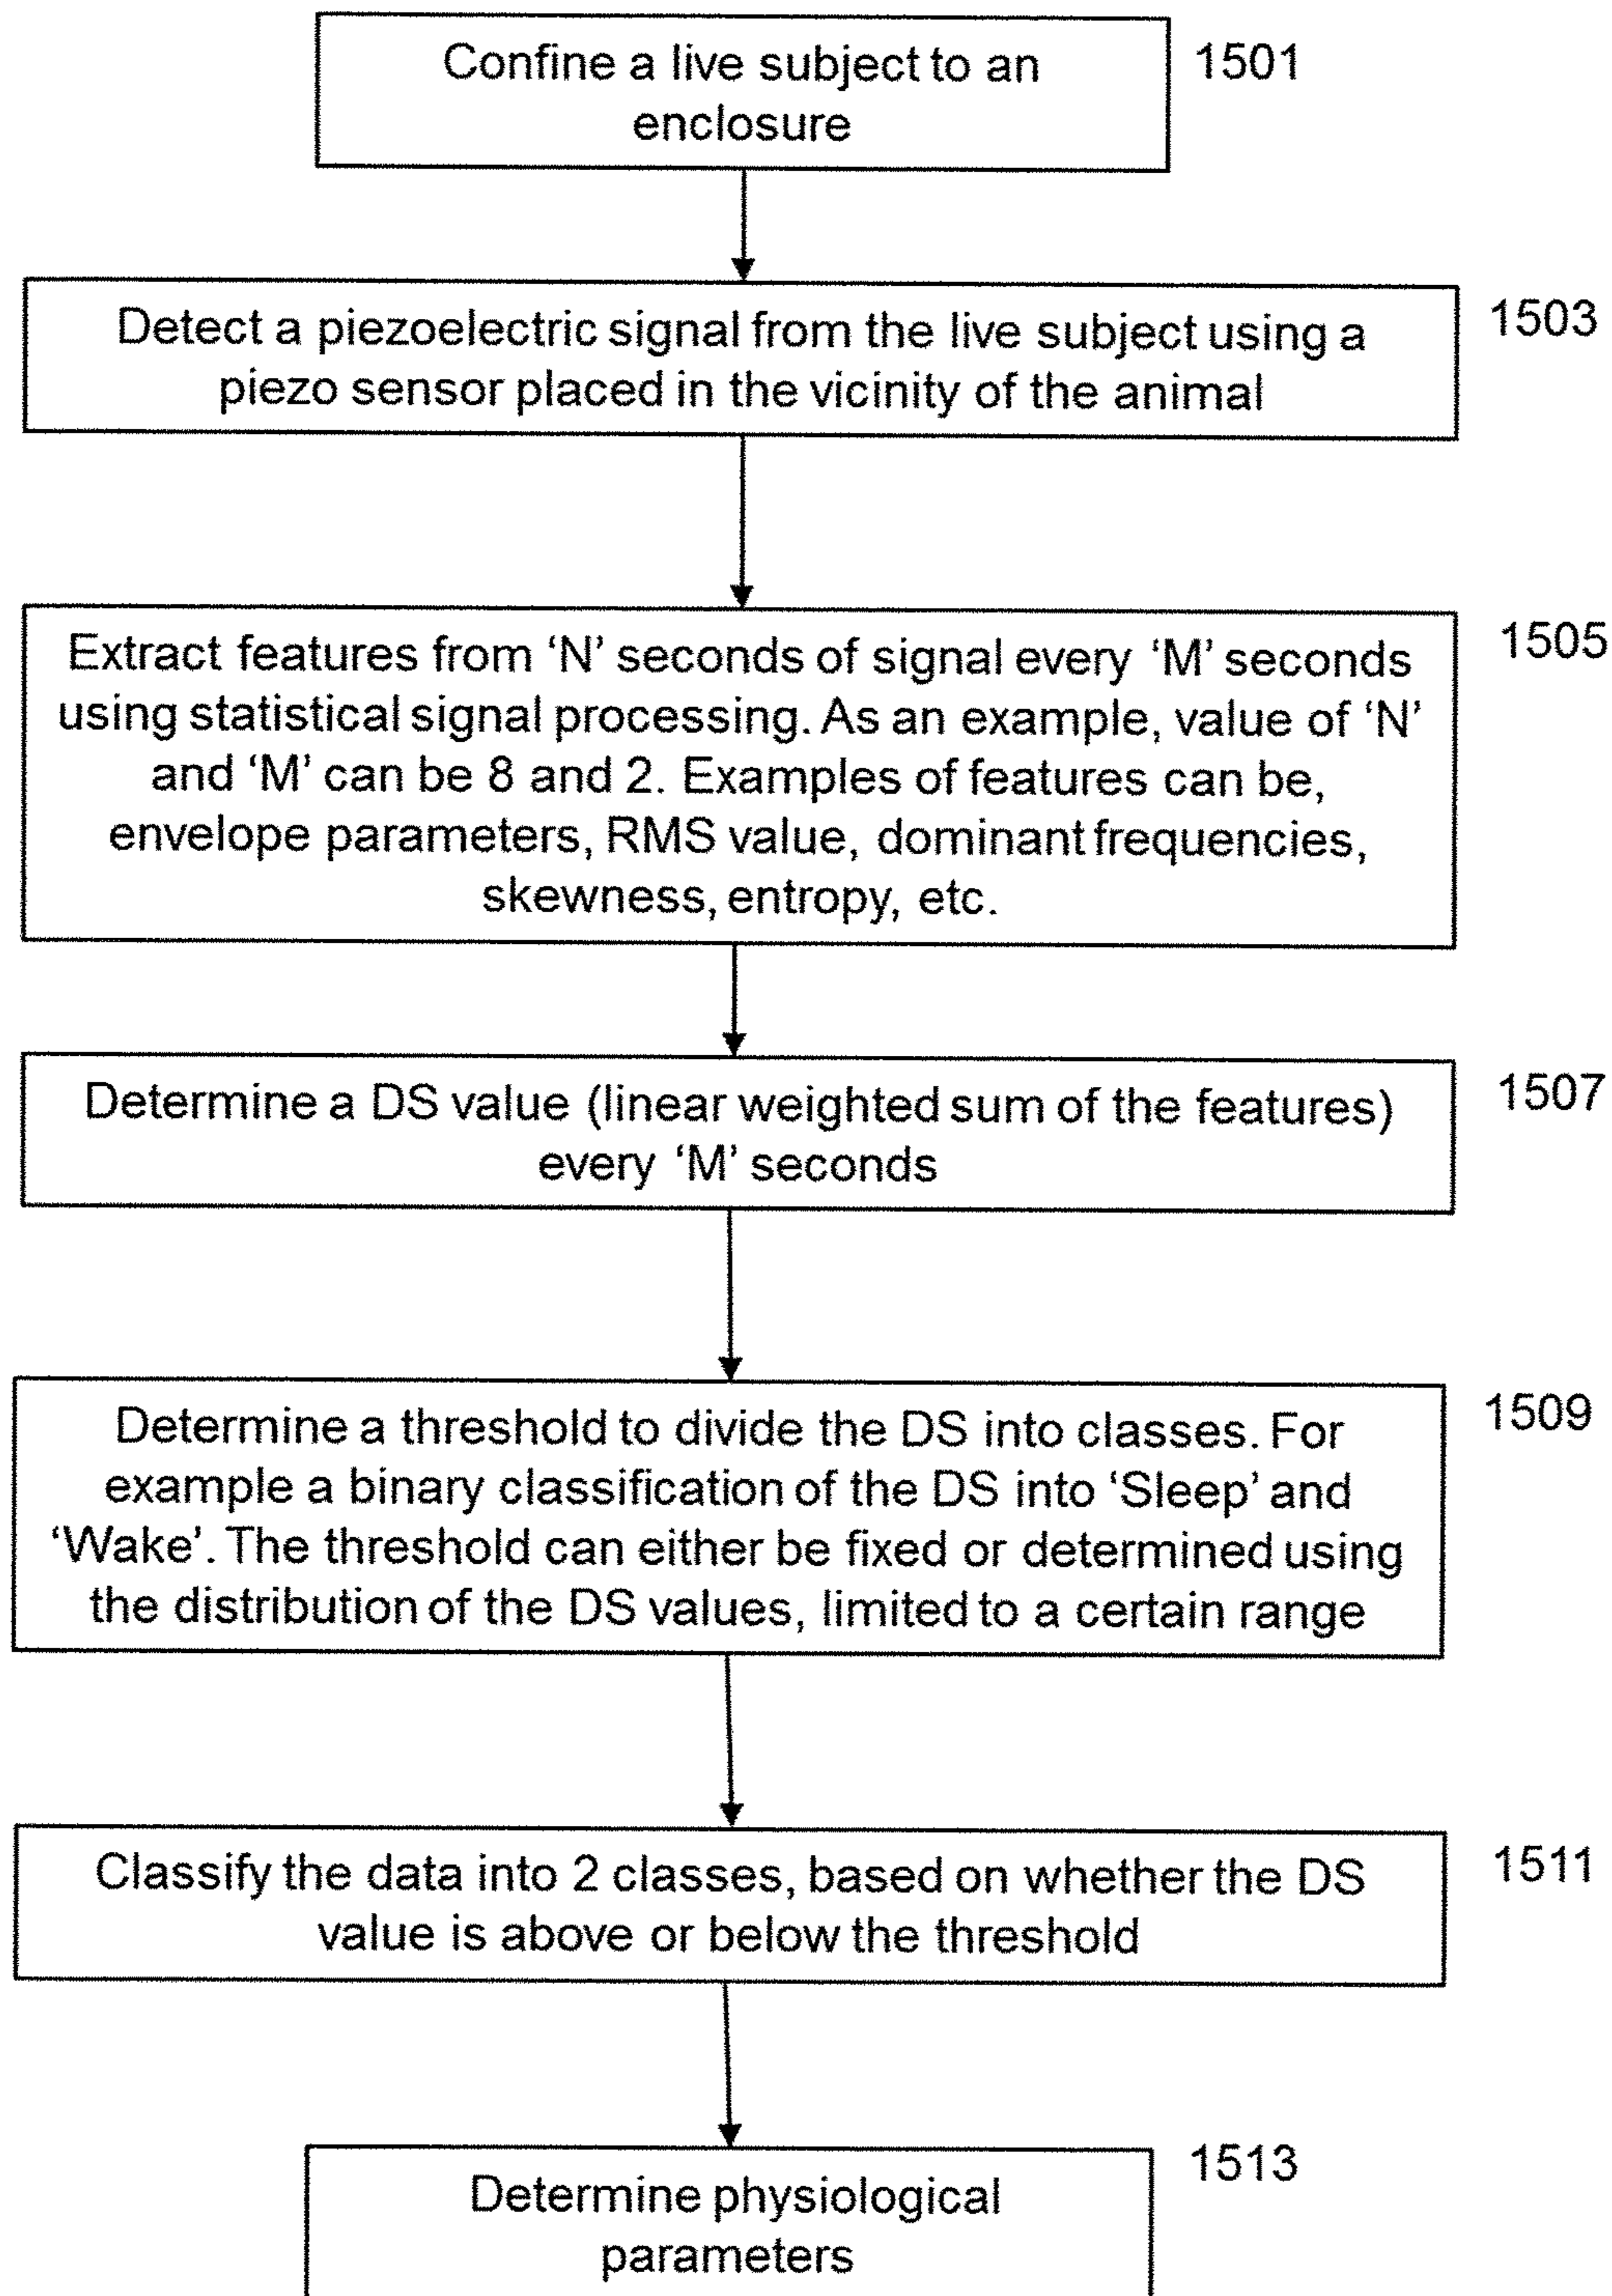 Confine a live subject to an
enclosure
1501
Detect a piezoelectric signal from the live subject using a
piezo sensor placed in the vicinity of the animal
1503
Extract features from ‘N’ seconds of signal every ‘M’ seconds
using statistical signal processing. As an example, value of ‘N’
and ‘M’ can be 8 and 2. Examples of features can be,
envelope parameters, RMS value, dominant frequencies,
skewness, entropy, etc.
1505
Determine a DS value (linear weighted sum of the features)
every ‘M’ seconds
1507
Determine a threshold to divide the DS into classes. For
example a binary classification of the DS into ‘Sleep’ and
‘Wake’. The threshold can either be fixed or determined using
the distribution of the DS values, limited to a certain range
1509
Classify the data into 2 classes, based on whether the DS
value is above or below the threshold
1511
Determine physiological
parameters
1513